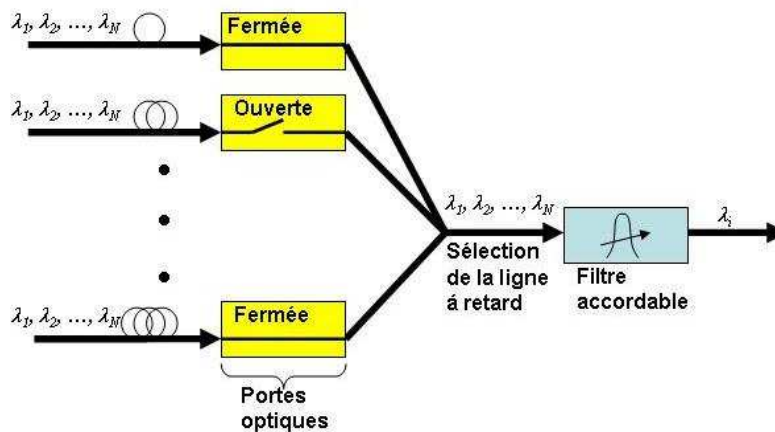 λ1, λ2, ..., λN
Fermée
λ1, λ2, ..., λN
Ouverte
λ1, λ2, ..., λN
λi
Sélection
de la ligne
á retard
Filtre
accordable
λ1, λ2, ..., λN
Fermée
Portes
optiques